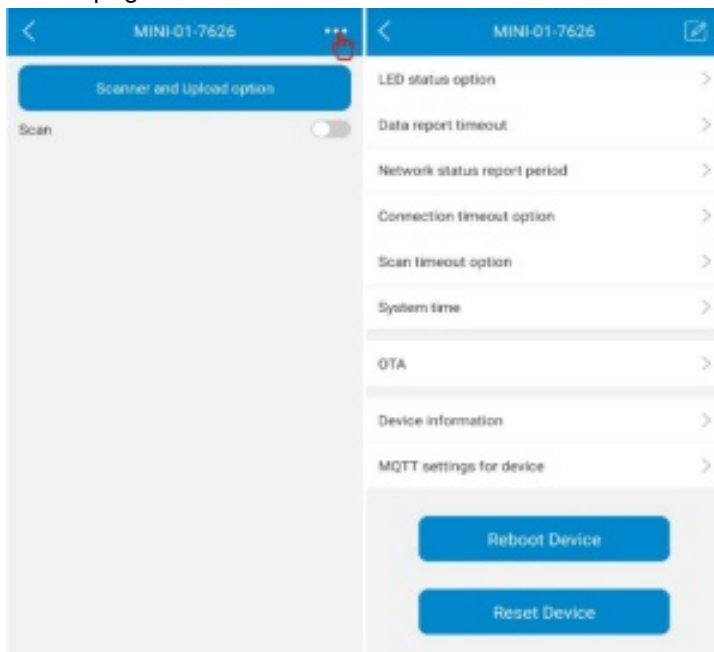 MINI-01-7626
Scanner and Upload option
Scan
MINI-01-7626
LED status option
Data report timeout
Network status report period
Connection timeout option
Scan timeout option
System time
OTA
Device information
MQTT settings for device
Reboot Device
Reset Device